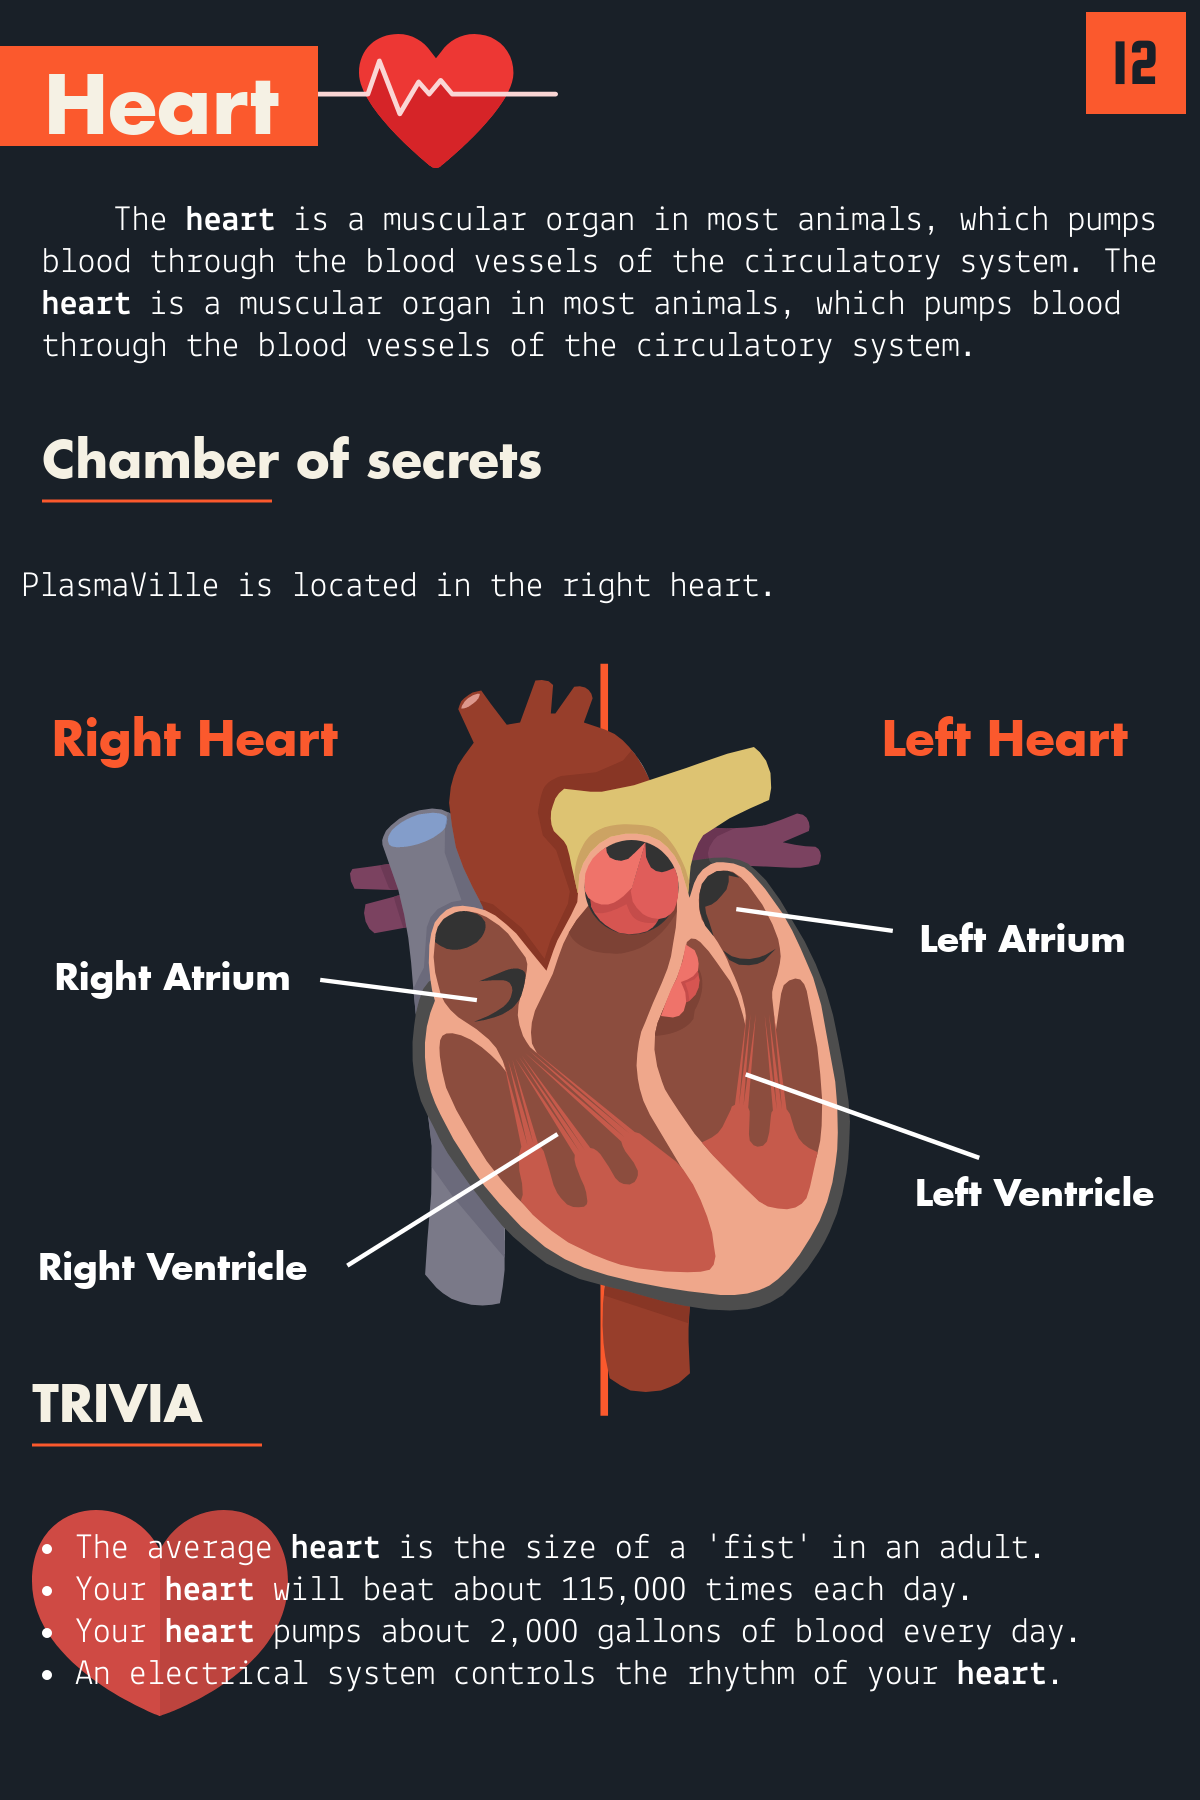 Heart
12
The heart is a muscular organ in most animals, which pumps
blood through the blood vessels of the circulatory system. The
heart is a muscular organ in most animals, which pumps blood
through the blood vessels of the circulatory system.
Chamber of secrets
PlasmaVille is located in the right heart.
Right Heart
Left Heart
Left Atrium
Right Atrium
Left Ventricle
Right Ventricle
TRIVIA
• The average heart is the size of a 'fist' in an adult.
• Your heart will beat about 115,000 times each day.
• Your heart pumps about 2,000 gallons of blood every day.
• An electrical system controls the rhythm of your heart.